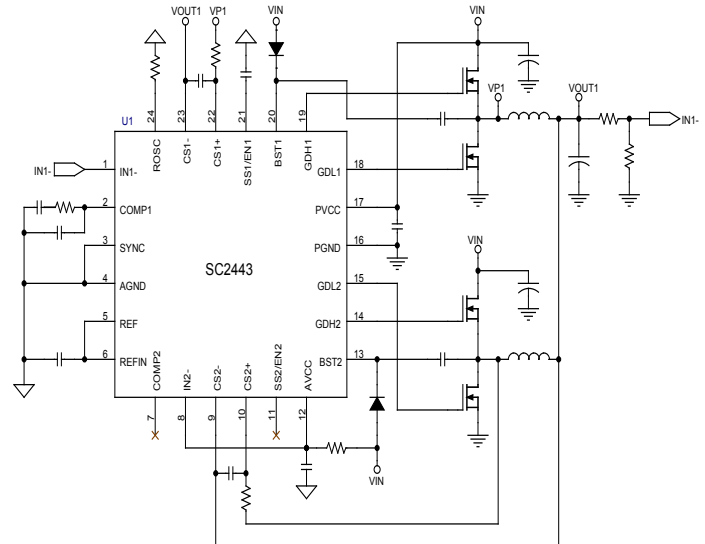 VOUT1 VP1 VIN VIN
U1
24 23 22 21 20 19
ROSC CS1- CS1+ SS1/EN1 BST1 GDH1
VP1 VOUT1
IN1-
IN1- 1 IN1- GDL1 18
2 COMP1 PVCC 17
3 SYNC PGND 16
VIN
SC2443
4 AGND GDL2 15
5 REF GDH2 14
6 REFIN BST2 13
COMP2 IN2- CS2- CS2+ SS2/EN2 AVCC
7 8 9 10 11 12
VIN